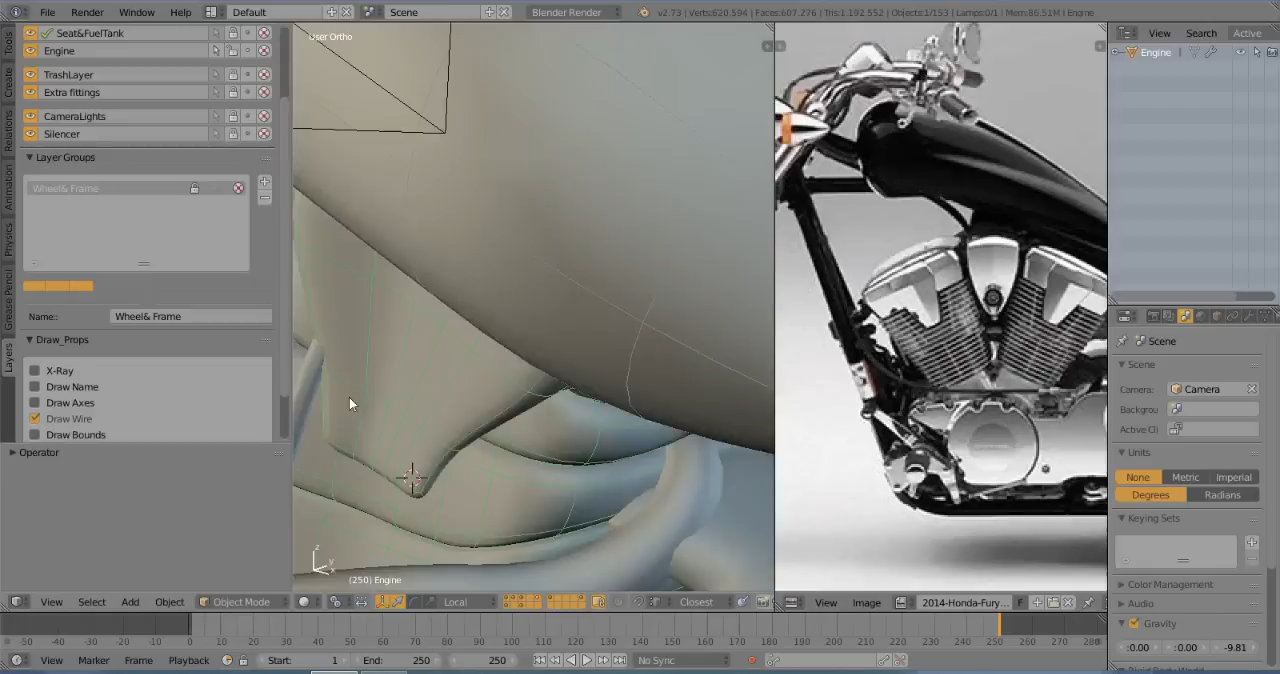 File Render Window Help Default Scene Blender Render v2.73 | Verts:620.594 | Faces:607.276 | Tris:1.192.552 | Objects:1/153 | Lamps:0/1 | Mem:86.51M | Engine
Tools
Create
Relations
Animation
Physics
Grease Pencil
Layers
Seat&FuelTank
Engine
TrashLayer
Extra fittings
CameraLights
Silencer
Layer Groups
Wheel& Frame
Name:: Wheel& Frame
Draw_Props
X-Ray
Draw Name
Draw Axes
Draw Wire
Draw Bounds
Operator
User Ortho
z
y
x
(250) Engine
View Select Add Object Object Mode Local Closest
View Image 2014-Honda-Fury... F
View Search Active
Engine
Scene
Scene
Camera: Camera
Backgrou
Active Cli
Units
None Metric Imperial
Degrees Radians
Keying Sets
Color Management
Audio
Gravity
:0.00 :0.00 -9.81
-50 -40 -30 -20 -10 0 10 20 30 40 50 60 70 80 90 100 110 120 130 140 150 160 170 180 190 200 210 220 230 240 250 260 270 280
View Marker Frame Playback Start: 1 End: 250 250 No Sync